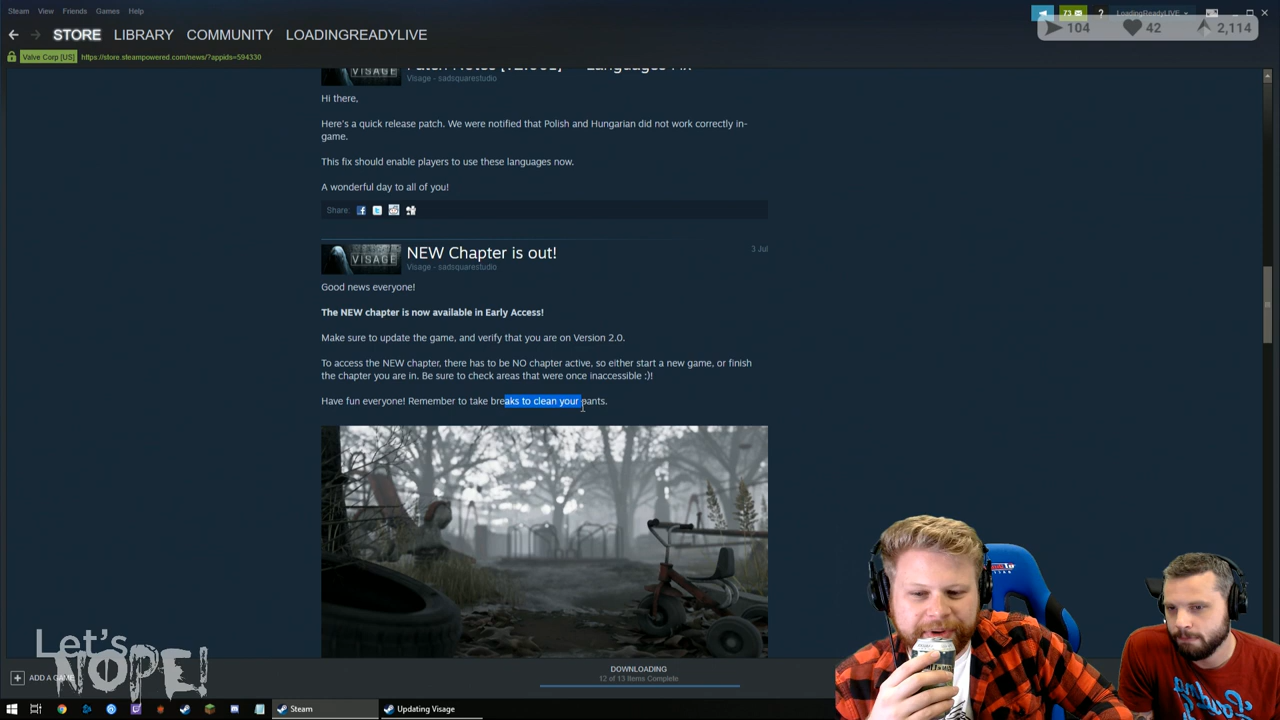 Steam View Friends Games Help
73 ? LoadingReadyLIVE
104 42 2,114
STORE LIBRARY COMMUNITY LOADINGREADYLIVE
Valve Corp [US] https://store.steampowered.com/news/?appids=594330
VISAGE
Visage - sadsquarestudio
Hi there,
Here's a quick release patch. We were notified that Polish and Hungarian did not work correctly in-
game.
This fix should enable players to use these languages now.
A wonderful day to all of you!
Share:
VISAGE
NEW Chapter is out!
3 Jul
Visage - sadsquarestudio
Good news everyone!
The NEW chapter is now available in Early Access!
Make sure to update the game, and verify that you are on Version 2.0.
To access the NEW chapter, there has to be NO chapter active, so either start a new game, or finish
the chapter you are in. Be sure to check areas that were once inaccessible :)!
Have fun everyone! Remember to take breaks to clean your pants.
Let's
NOPE!
ADD A GAME
DOWNLOADING
12 of 13 Items Complete
Steam
Updating Visage